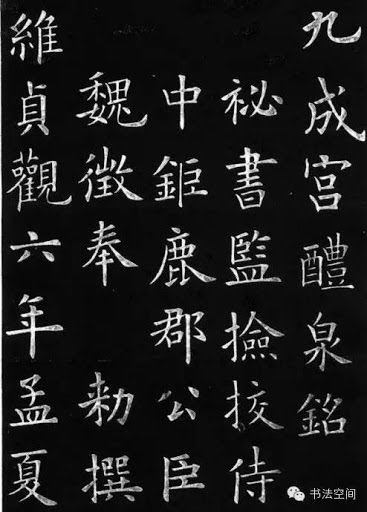 九成宫醴泉銘
祕書監撿挍侍
中鉅鹿郡公臣
魏徵奉 勑撰
維貞觀六年孟夏
书法空间